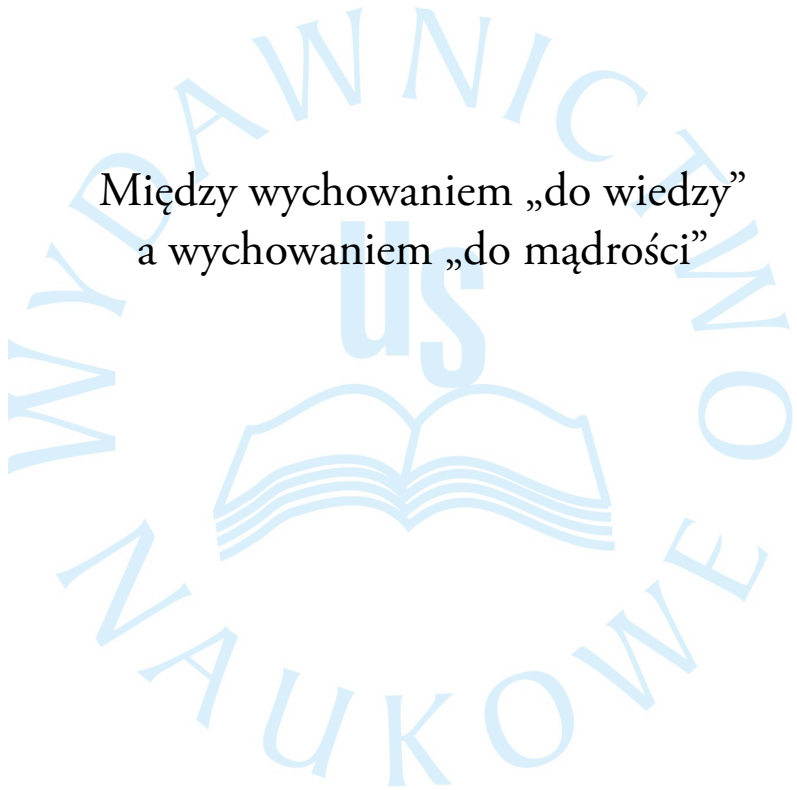 Między wychowaniem „do wiedzy”
a wychowaniem „do mądrości”
WYDAWNICTWO
NAUKOWE
US